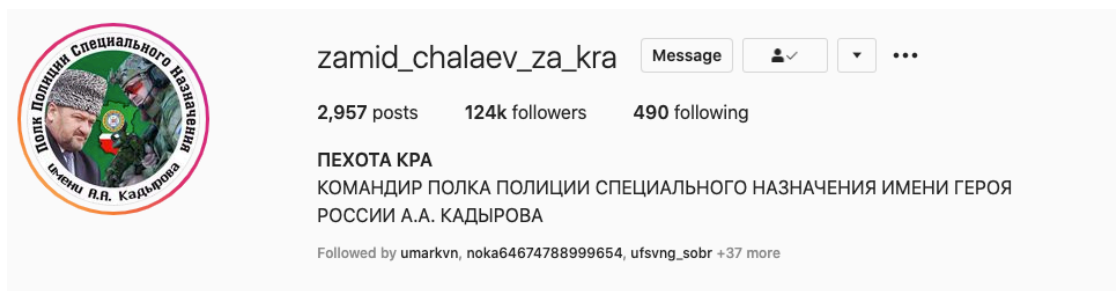 Полк Полиции Специального Назначения
имени А.А. Кадырова
zamid_chalaev_za_kra Message
2,957 posts 124k followers 490 following
ПЕХОТА КРА
КОМАНДИР ПОЛКА ПОЛИЦИИ СПЕЦИАЛЬНОГО НАЗНАЧЕНИЯ ИМЕНИ ГЕРОЯ
РОССИИ А.А. КАДЫРОВА
Followed by umarkvn, noka64674788999654, ufsvng_sobr +37 more